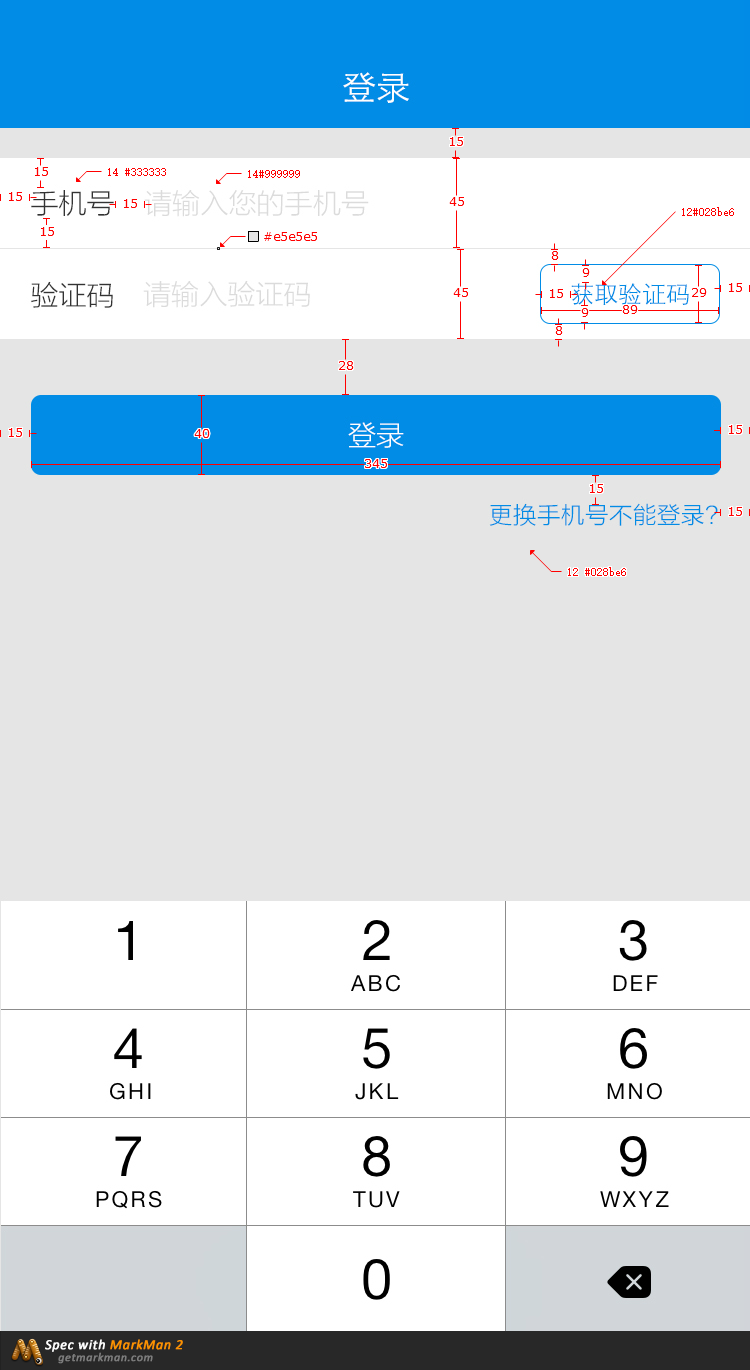 登录
15
15
14 #333333
14#999999
15
手机号
15
请输入您的手机号
45
12#028be6
15
#e5e5e5
8
9
验证码
请输入验证码
45
15
获取验证码
29
15
89
9
8
28
15
40
登录
15
345
15
更换手机号不能登录?
15
12 #028be6
1
2
3
ABC
DEF
4
5
6
GHI
JKL
MNO
7
8
9
PQRS
TUV
WXYZ
0
Spec with MarkMan 2
getmarkman.com